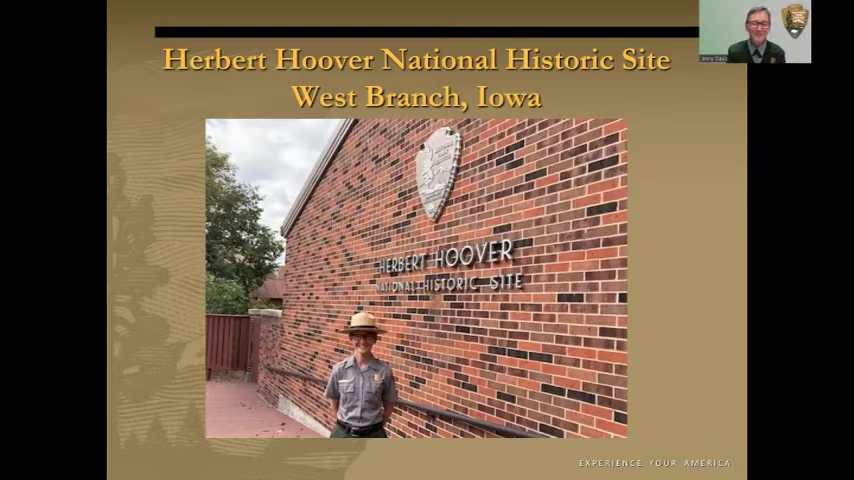 Herbert Hoover National Historic Site
West Branch, Iowa
HERBERT HOOVER
NATIONAL HISTORIC SITE
EXPERIENCE YOUR AMERICA